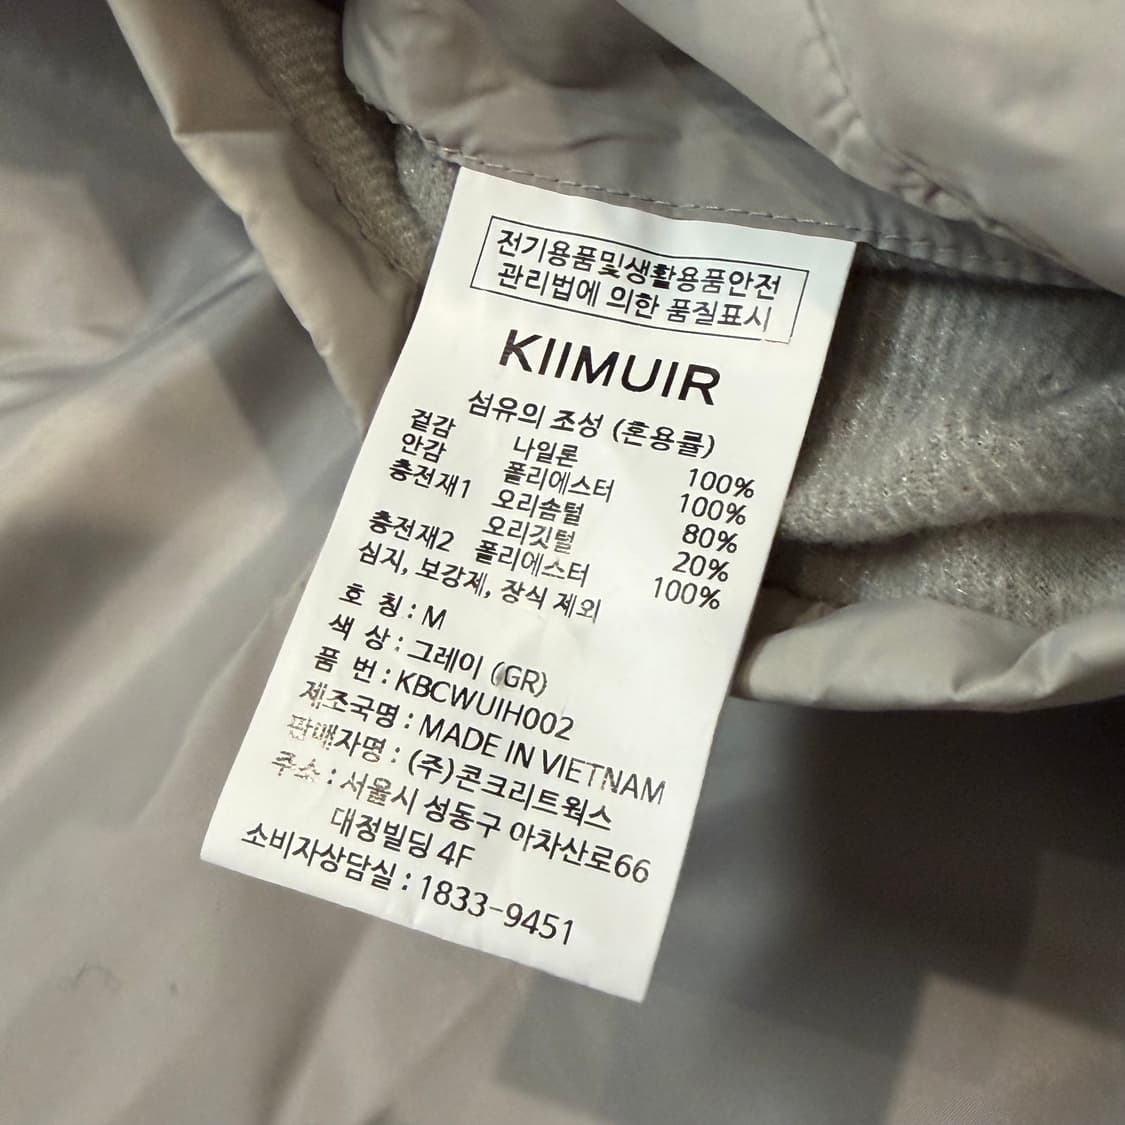 전기용품및생활용품안전
관리법에 의한 품질표시
KIIMUIR
섬유의 조성 (혼용률)
겉감 나일론 100%
안감 폴리에스터 100%
충전재1 오리솜털 80%
오리깃털 20%
충전재2 폴리에스터 100%
심지, 보강제, 장식 제외
호 칭 : M
색 상 : 그레이 (GR)
품 번 : KBCWUIH002
제조국명 : MADE IN VIETNAM
판매자명 : (주)콘크리트웍스
주소 : 서울시 성동구 아차산로66
대정빌딩 4F
소비자상담실 : 1833-9451